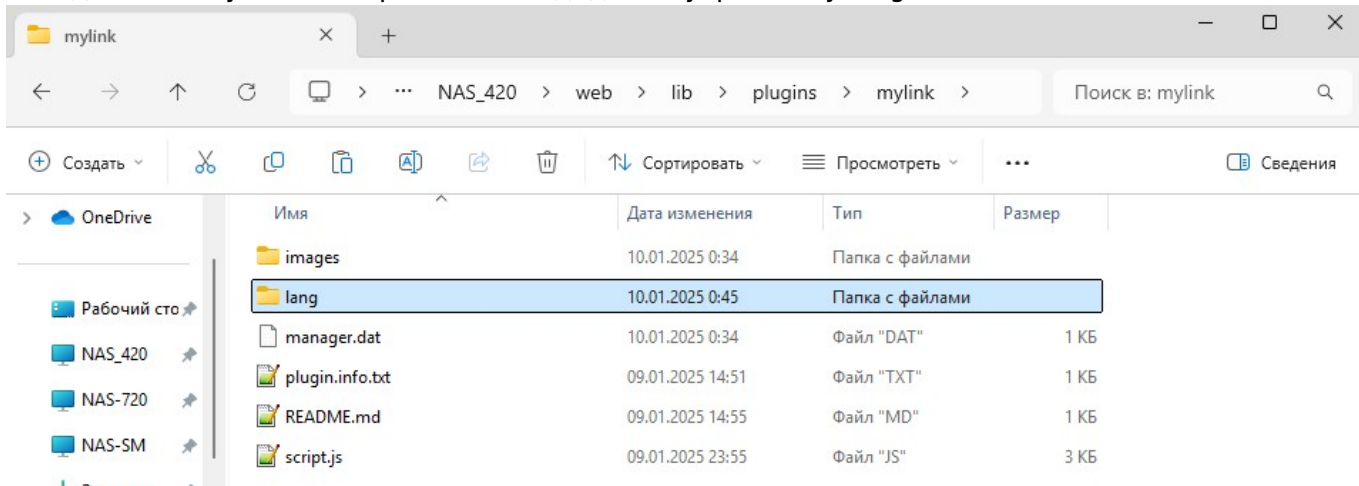 mylink
NAS_420 > web > lib > plugins > mylink >
Поиск в: mylink
Создать
Сортировать
Просмотреть
Сведения
OneDrive
Рабочий сто
NAS_420
NAS-720
NAS-SM
Имя Дата изменения Тип Размер
images 10.01.2025 0:34 Папка с файлами
lang 10.01.2025 0:45 Папка с файлами
manager.dat 10.01.2025 0:34 Файл "DAT" 1 КБ
plugin.info.txt 09.01.2025 14:51 Файл "TXT" 1 КБ
README.md 09.01.2025 14:55 Файл "MD" 1 КБ
script.js 09.01.2025 23:55 Файл "JS" 3 КБ